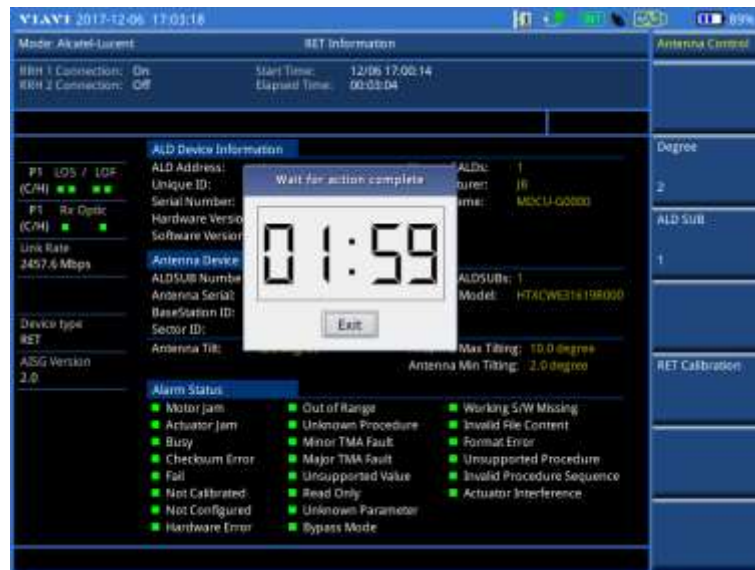 VIAVI 2017-12-06 17:03:18
INT
89%
Mode: Alcatel-Lucent
RET Information
Antenna Control
RRH 1 Connection: On
Start Time: 12/06 17:00:14
RRH 2 Connection: Off
Elapsed Time: 00:03:04
ALD Device Information
P1 LOS / LOF
(C/H)
P1 Rx Optic
(C/H)
Link Rate
2457.6 Mbps
Device type
RET
AISG Version
2.0
ALD Address:
ALDs: 1
Unique ID:
turer: JR
Serial Number:
ame: MDCU-G0000
Hardware Versio
Software Version
Wait for action complete
01:59
Exit
Antenna Device
ALDSUB Numbe
ALDSUBs: 1
Antenna Serial:
Model: HTXCWE316198000
BaseStation ID:
Sector ID:
Antenna Tilt:
Max Tilting: 10.0 degree
Antenna Min Tilting: 2.0 degree
Alarm Status
Motor Jam
Out of Range
Working S/W Missing
Actuator Jam
Unknown Procedure
Invalid File Content
Busy
Minor TMA Fault
Format Error
Checksum Error
Major TMA Fault
Unsupported Procedure
Fail
Unsupported Value
Invalid Procedure Sequence
Not Calibrated
Read Only
Actuator Interference
Not Configured
Unknown Parameter
Hardware Error
Bypass Mode
Degree
2
ALD SUB
1
RET Calibration